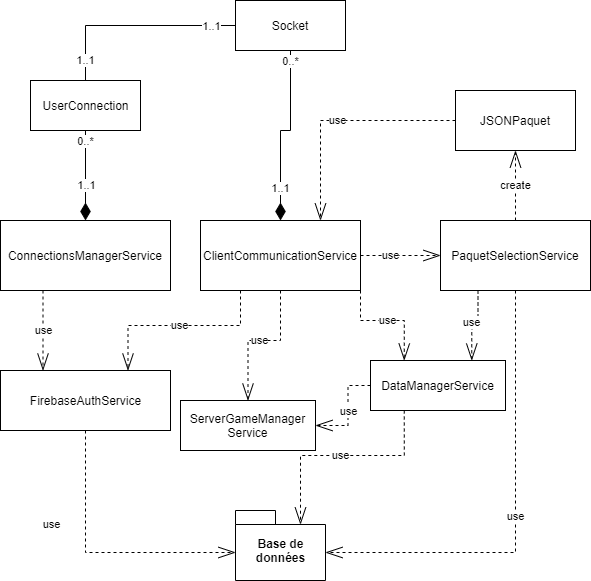 Socket
1..1
1..1
0..*
UserConnection
JSONPaquet
use
0..*
create
1..1
1..1
ConnectionsManagerService
ClientCommunicationService
use
PaquetSelectionService
use
use
use
use
use
FirebaseAuthService
DataManagerService
ServerGameManager
Service
use
use
use
use
Base de
données